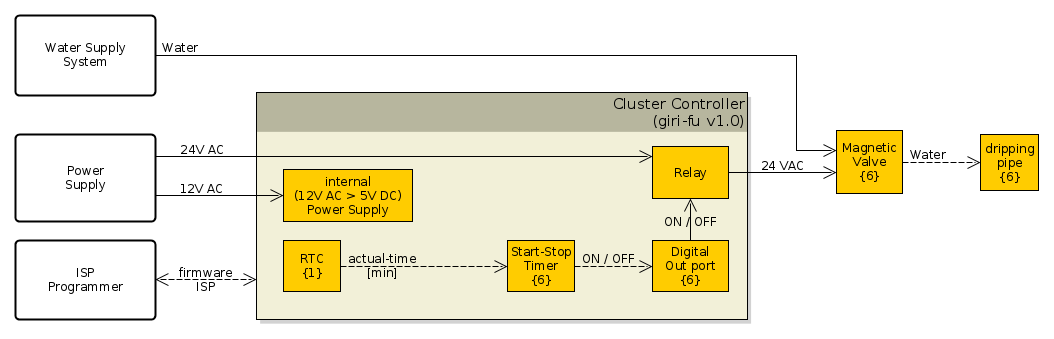 Water Supply
System
Water
Cluster Controller
(giri-fu v1.0)
Power
Supply
24V AC
12V AC
internal
(12V AC > 5V DC)
Power Supply
Relay
24 VAC
Magnetic
Valve
{6}
Water
dripping
pipe
{6}
ON / OFF
ISP
Programmer
firmware
ISP
RTC
{1}
actual-time
[min]
Start-Stop
Timer
{6}
ON / OFF
Digital
Out port
{6}